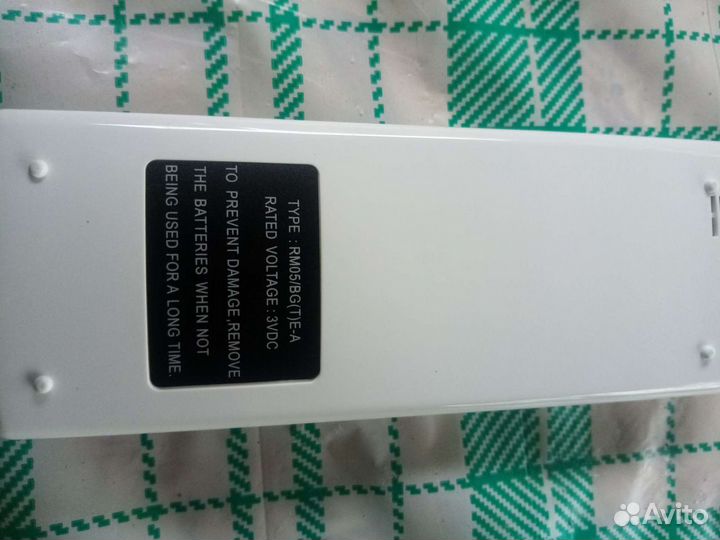 TYPE : RM05/BG(T)E-A
RATED VOLTAGE : 3VDC
TO PREVENT DAMAGE,REMOVE
THE BATTERIES WHEN NOT
BEING USED FOR A LONG TIME.
Avito